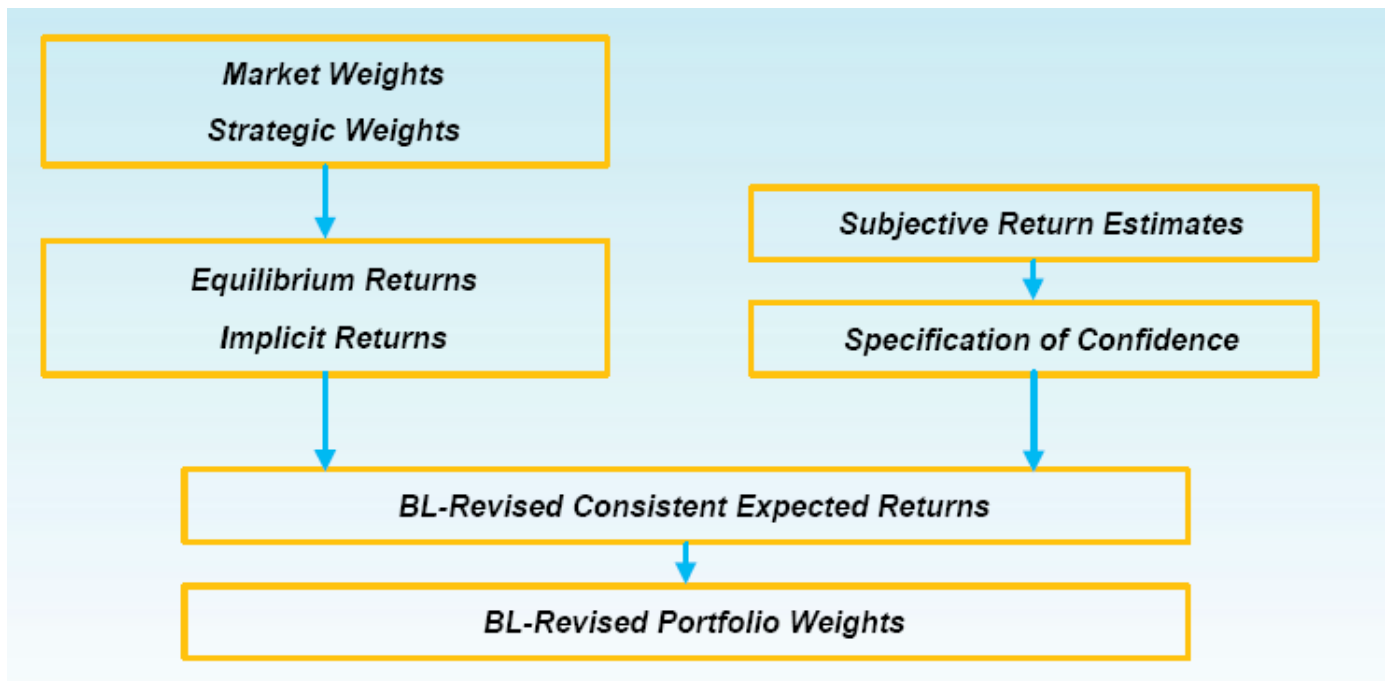 Market Weights
Strategic Weights
Equilibrium Returns
Implicit Returns
Subjective Return Estimates
Specification of Confidence
BL-Revised Consistent Expected Returns
BL-Revised Portfolio Weights